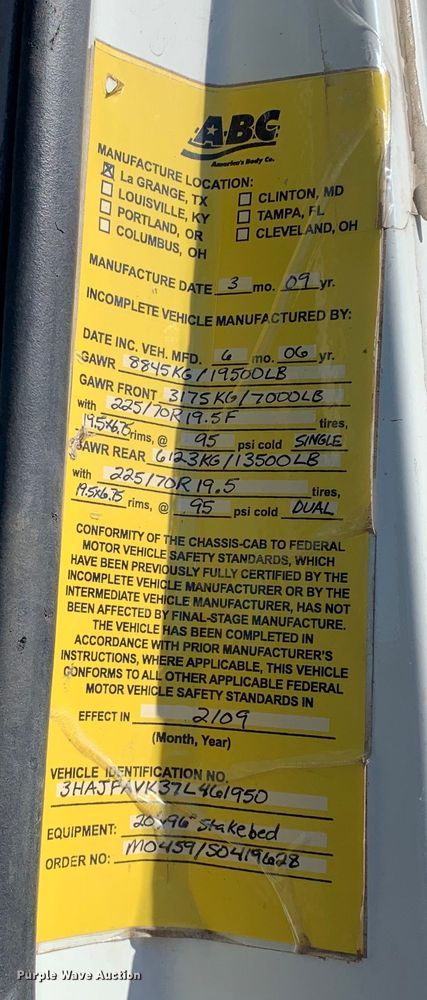 ABC
America's Body Co.
MANUFACTURE LOCATION:
☒ La GRANGE, TX
☐ LOUISVILLE, KY
☐ PORTLAND, OR
☐ COLUMBUS, OH
☐ CLINTON, MD
☐ TAMPA, FL
☐ CLEVELAND, OH
MANUFACTURE DATE 3 mo. 09 yr.
INCOMPLETE VEHICLE MANUFACTURED BY:
DATE INC. VEH. MFD. 6 mo. 06 yr.
GAWR 8845KG/19500LB
GAWR FRONT 3175KG/7000LB
with 225/70R19.5F tires,
19.5x6.75 rims, @ 95 psi cold SINGLE
GAWR REAR 6123KG/13500LB
with 225/70R19.5 tires,
19.5x6.75 rims, @ 95 psi cold DUAL
CONFORMITY OF THE CHASSIS-CAB TO FEDERAL
MOTOR VEHICLE SAFETY STANDARDS, WHICH
HAVE BEEN PREVIOUSLY FULLY CERTIFIED BY THE
INCOMPLETE VEHICLE MANUFACTURER OR BY THE
INTERMEDIATE VEHICLE MANUFACTURER, HAS NOT
BEEN AFFECTED BY FINAL-STAGE MANUFACTURE.
THE VEHICLE HAS BEEN COMPLETED IN
ACCORDANCE WITH PRIOR MANUFACTURER'S
INSTRUCTIONS, WHERE APPLICABLE, THIS VEHICLE
CONFORMS TO ALL OTHER APPLICABLE FEDERAL
MOTOR VEHICLE SAFETY STANDARDS IN
EFFECT IN 2109
(Month, Year)
VEHICLE IDENTIFICATION NO.
3HAJPAVK37L461950
EQUIPMENT: 20'x96" Stakebed
ORDER NO: M0459/S0419628
Purple Wave Auction